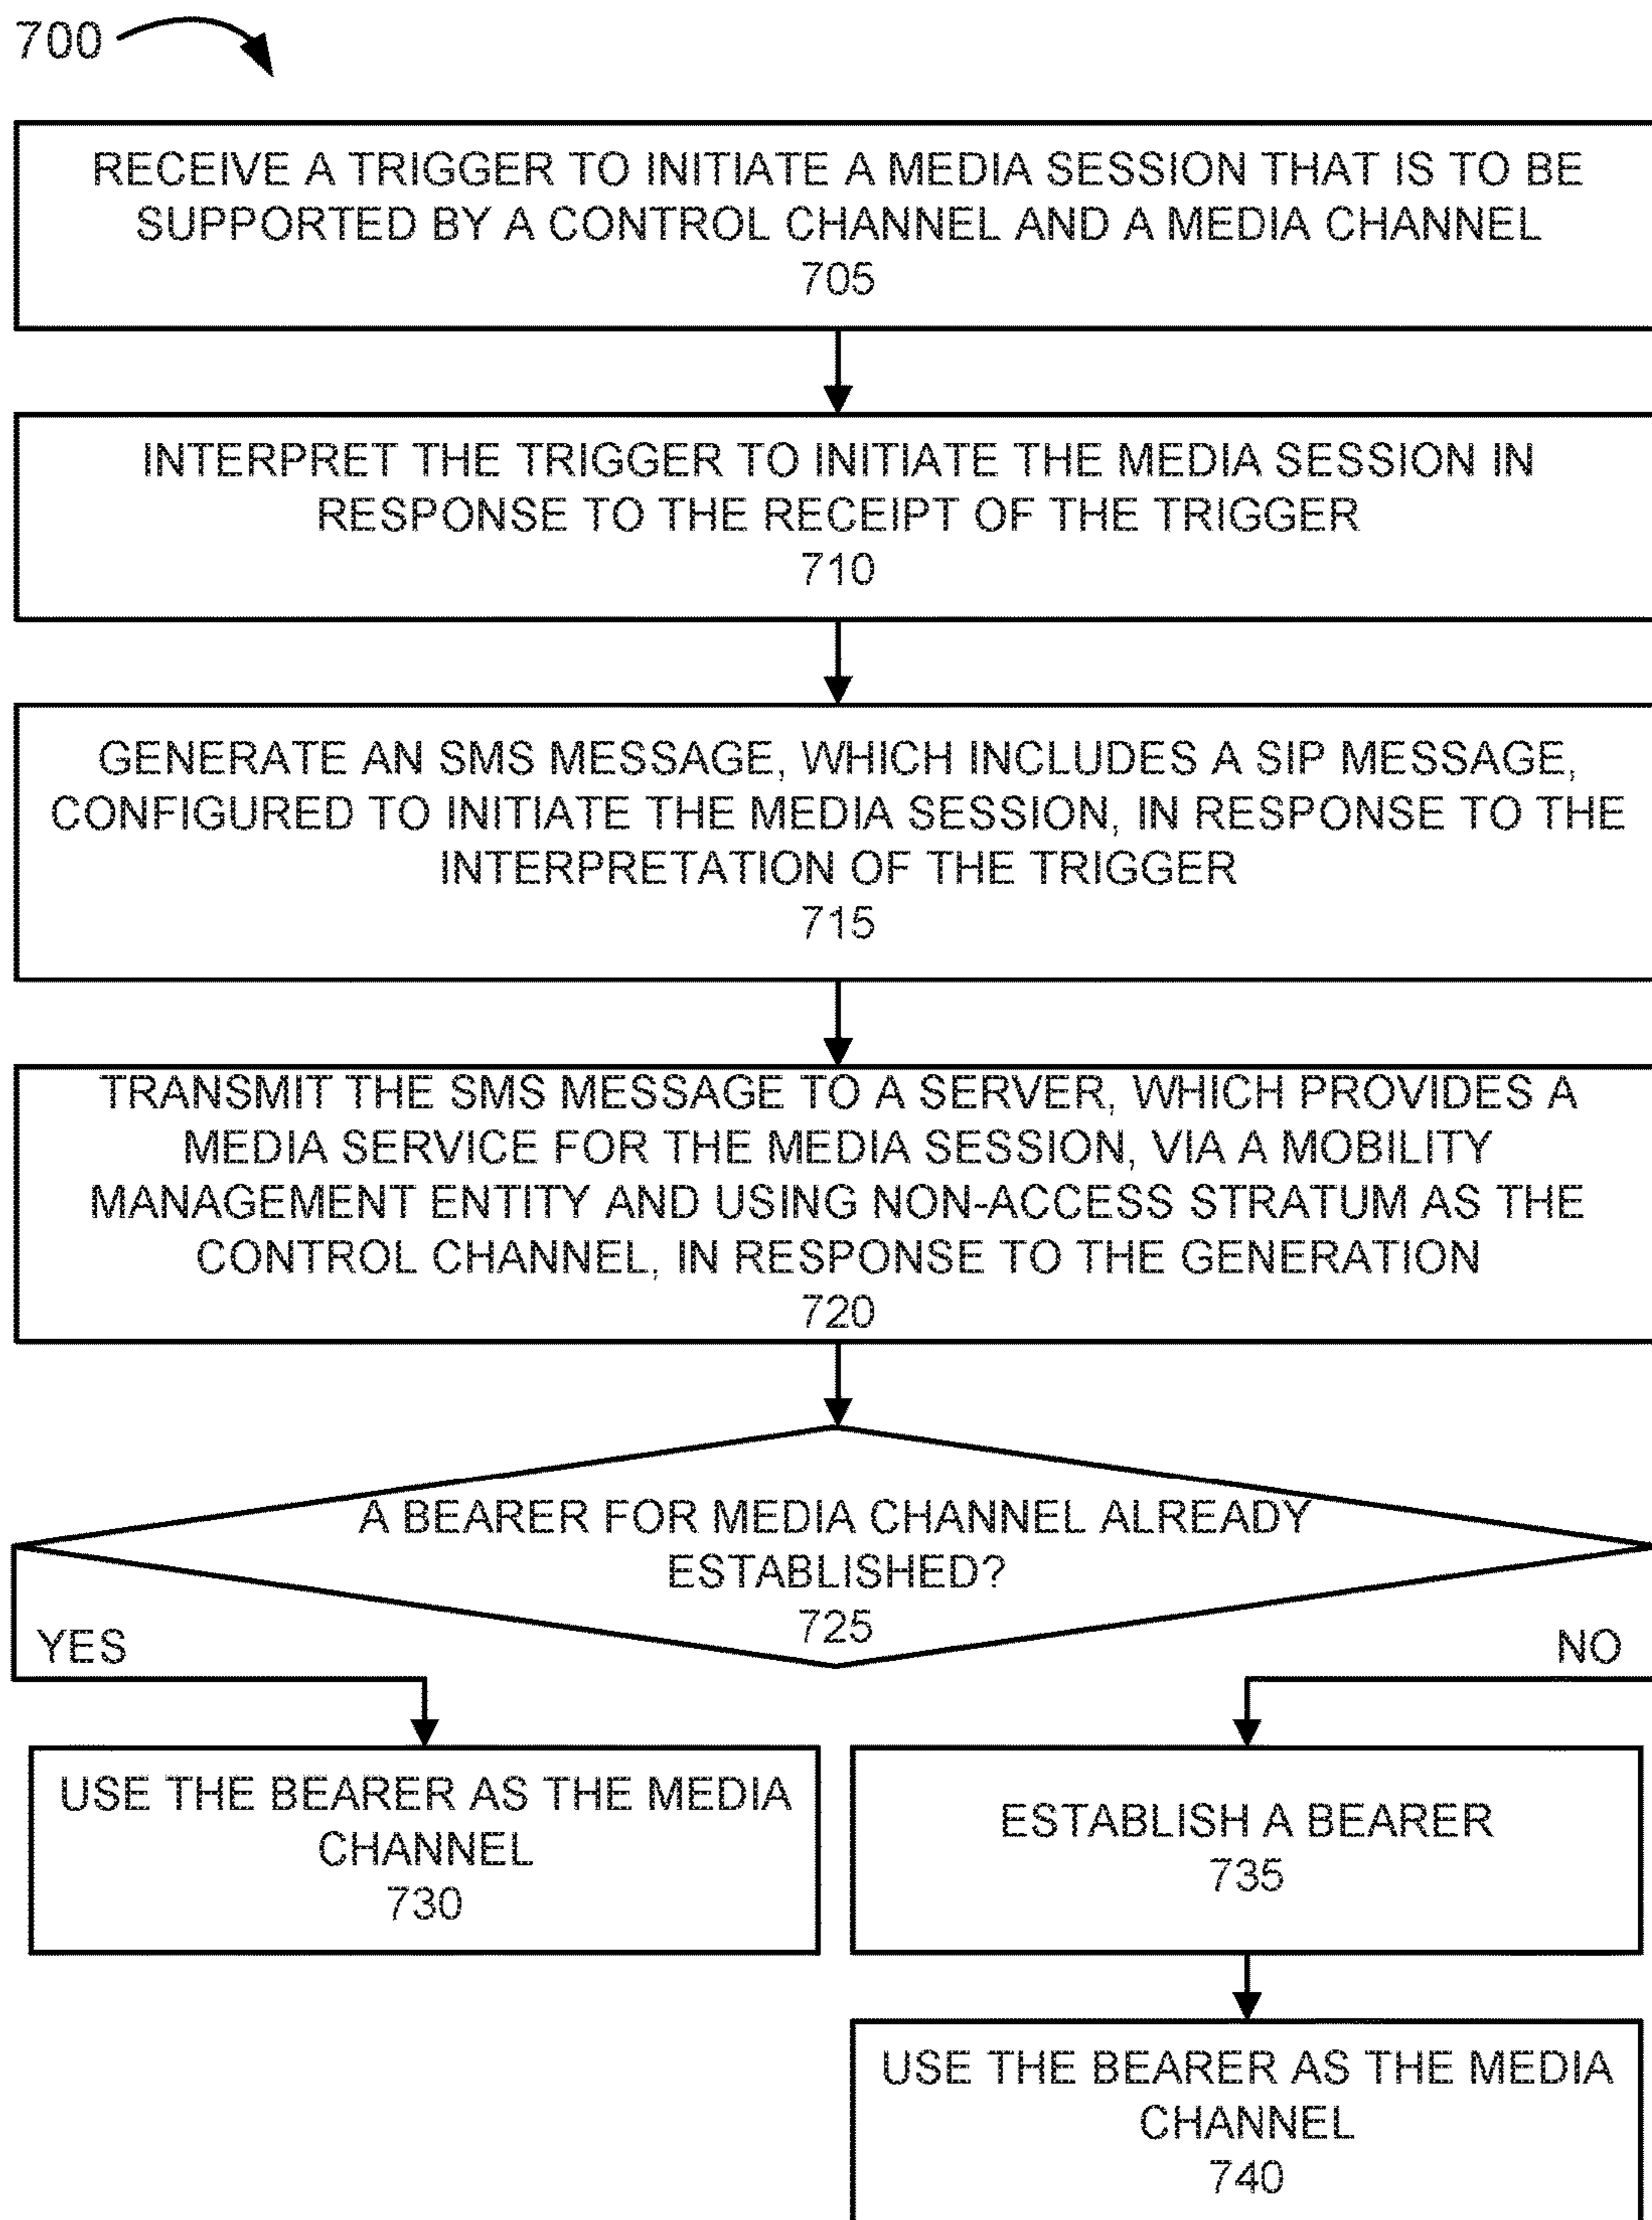 700
RECEIVE A TRIGGER TO INITIATE A MEDIA SESSION THAT IS TO BE
SUPPORTED BY A CONTROL CHANNEL AND A MEDIA CHANNEL
705
INTERPRET THE TRIGGER TO INITIATE THE MEDIA SESSION IN
RESPONSE TO THE RECEIPT OF THE TRIGGER
710
GENERATE AN SMS MESSAGE, WHICH INCLUDES A SIP MESSAGE,
CONFIGURED TO INITIATE THE MEDIA SESSION, IN RESPONSE TO THE
INTERPRETATION OF THE TRIGGER
715
TRANSMIT THE SMS MESSAGE TO A SERVER, WHICH PROVIDES A
MEDIA SERVICE FOR THE MEDIA SESSION, VIA A MOBILITY
MANAGEMENT ENTITY AND USING NON-ACCESS STRATUM AS THE
CONTROL CHANNEL, IN RESPONSE TO THE GENERATION
720
A BEARER FOR MEDIA CHANNEL ALREADY
ESTABLISHED?
725
YES
NO
USE THE BEARER AS THE MEDIA
CHANNEL
730
ESTABLISH A BEARER
735
USE THE BEARER AS THE MEDIA
CHANNEL
740